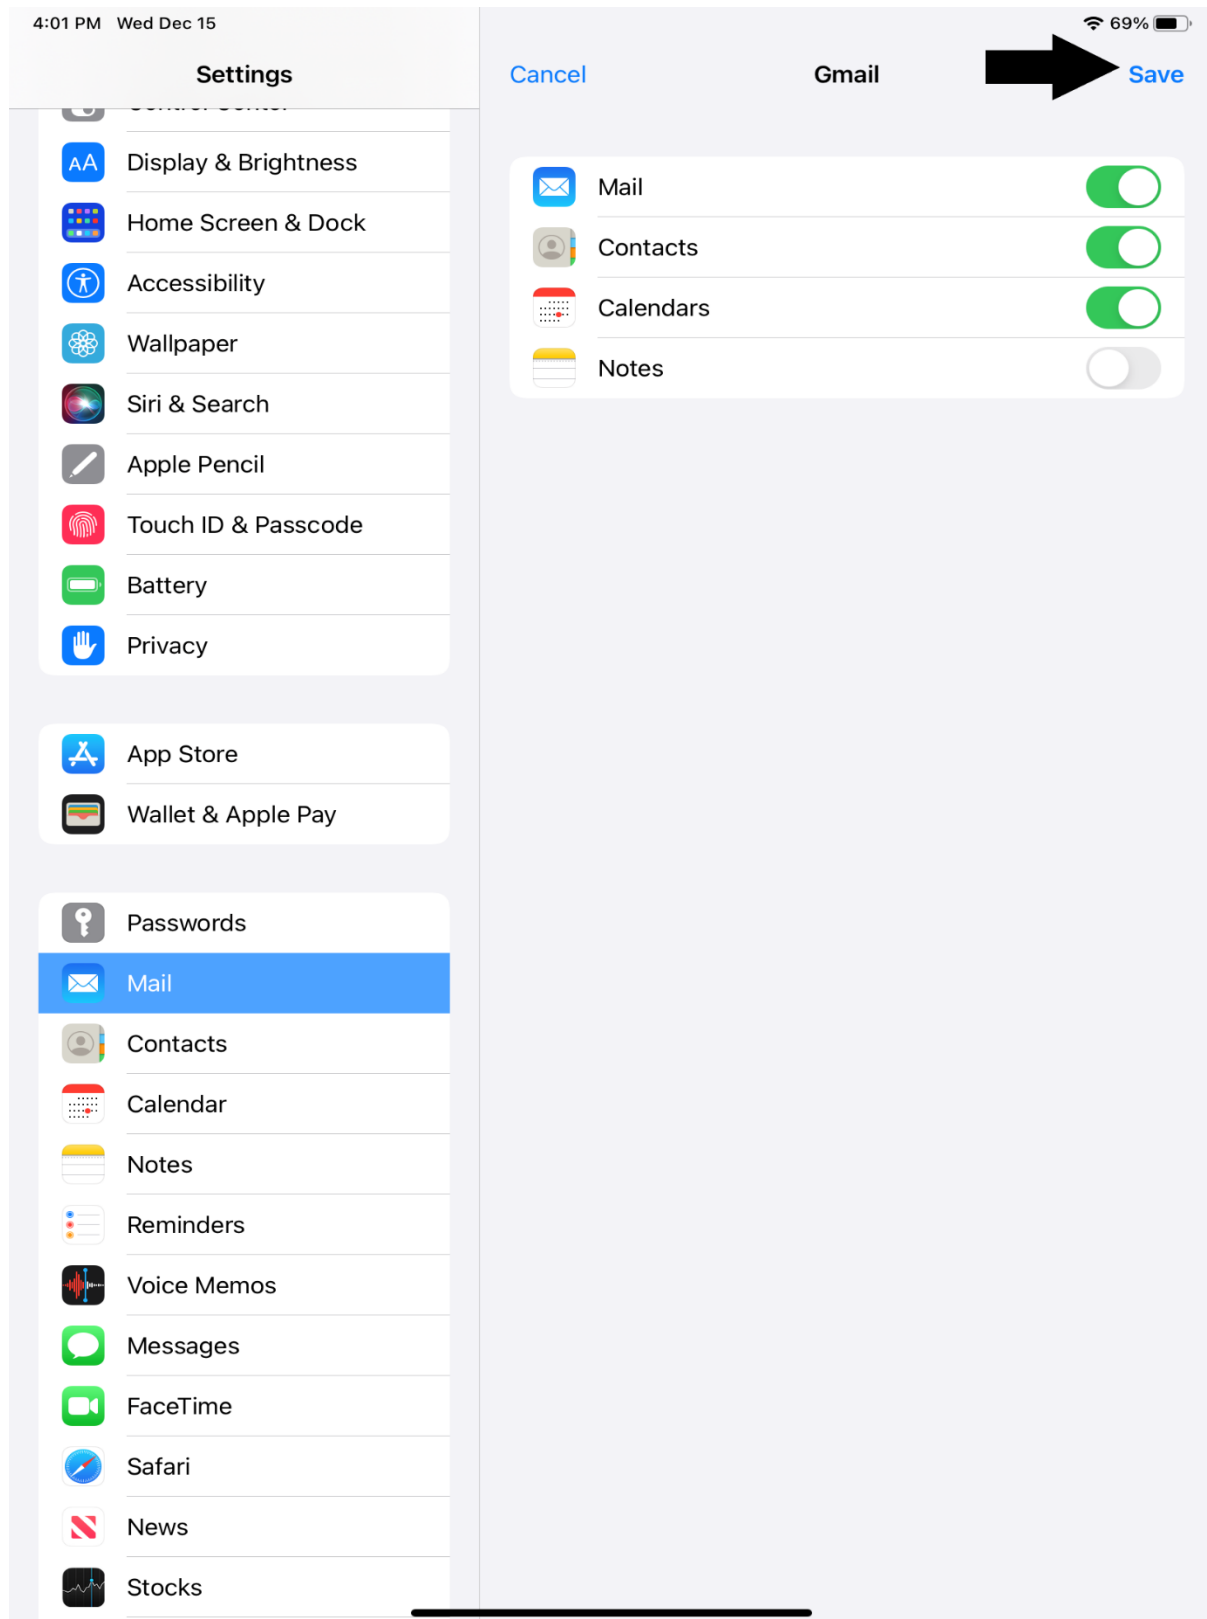 4:01 PM Wed Dec 15
69%
Settings
Cancel
Gmail
Save
Control Center
Display & Brightness
Home Screen & Dock
Accessibility
Wallpaper
Siri & Search
Apple Pencil
Touch ID & Passcode
Battery
Privacy
App Store
Wallet & Apple Pay
Passwords
Mail
Contacts
Calendar
Notes
Reminders
Voice Memos
Messages
FaceTime
Safari
News
Stocks
Mail
Contacts
Calendars
Notes